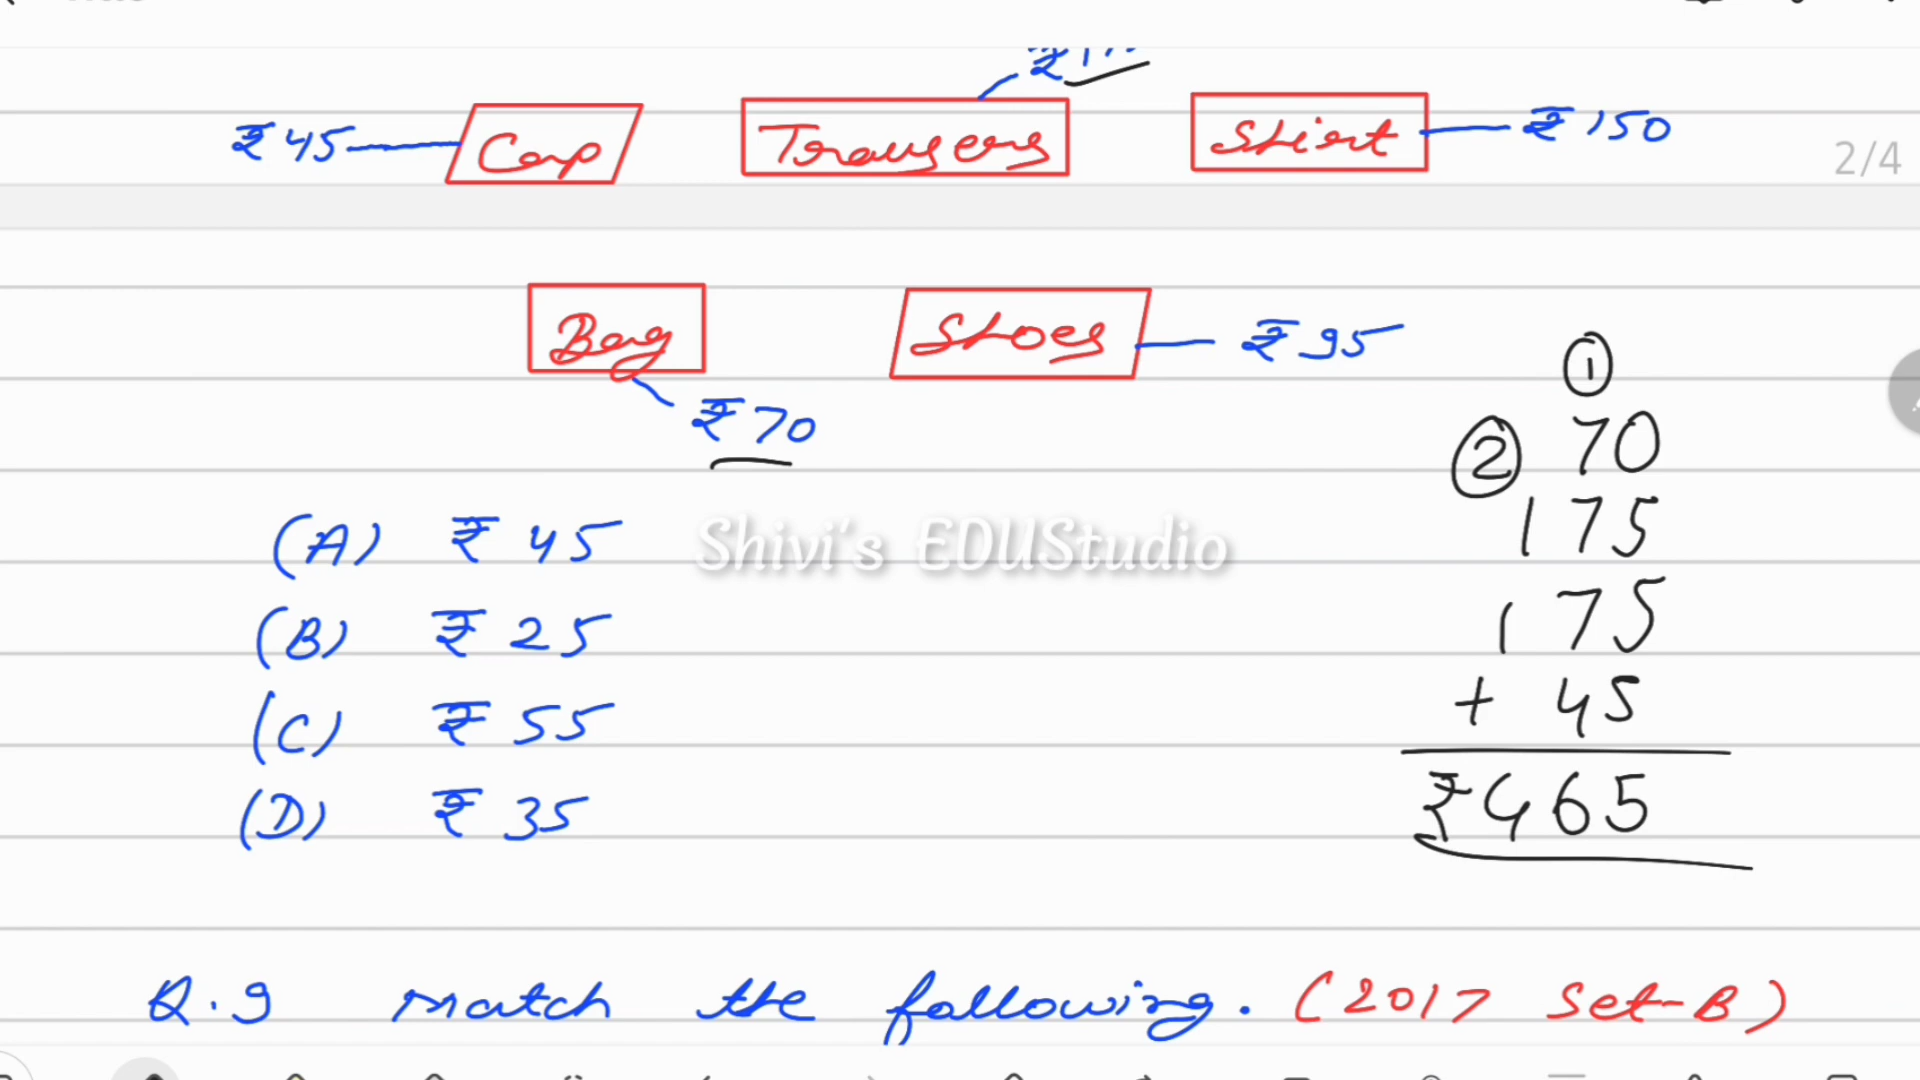 ₹45 Cap Trousers Shirt ₹ 150
2/4
Bag Shoes ₹ 95
₹70
①
② 70
175
175
+ 45
₹465
(A) ₹ 45
(B) ₹ 25
(C) ₹ 55
(D) ₹ 35
Shivi's EDUStudio
Q.9 Match the following. (2017 Set-B)